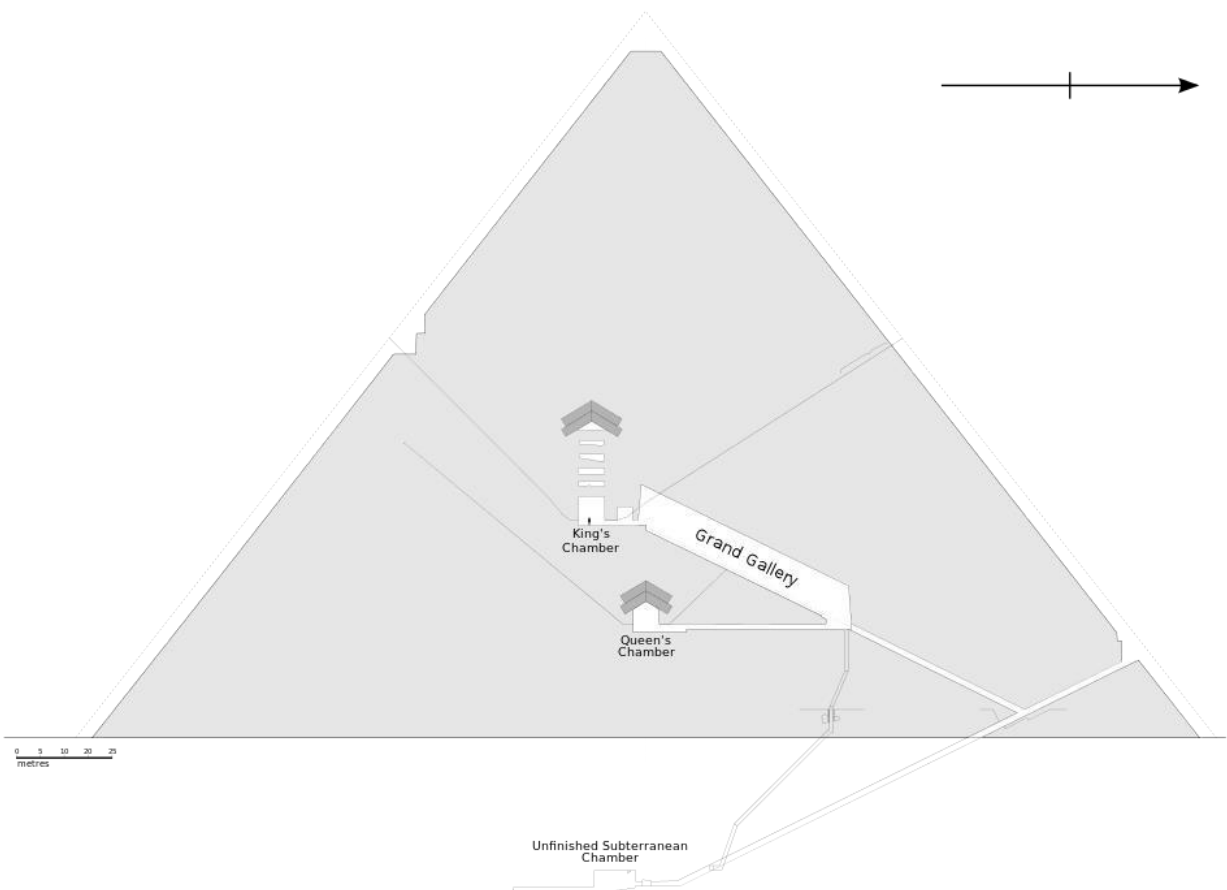 King's
Chamber
Grand Gallery
Queen's
Chamber
0 5 10 20 25
metres
Unfinished Subterranean
Chamber